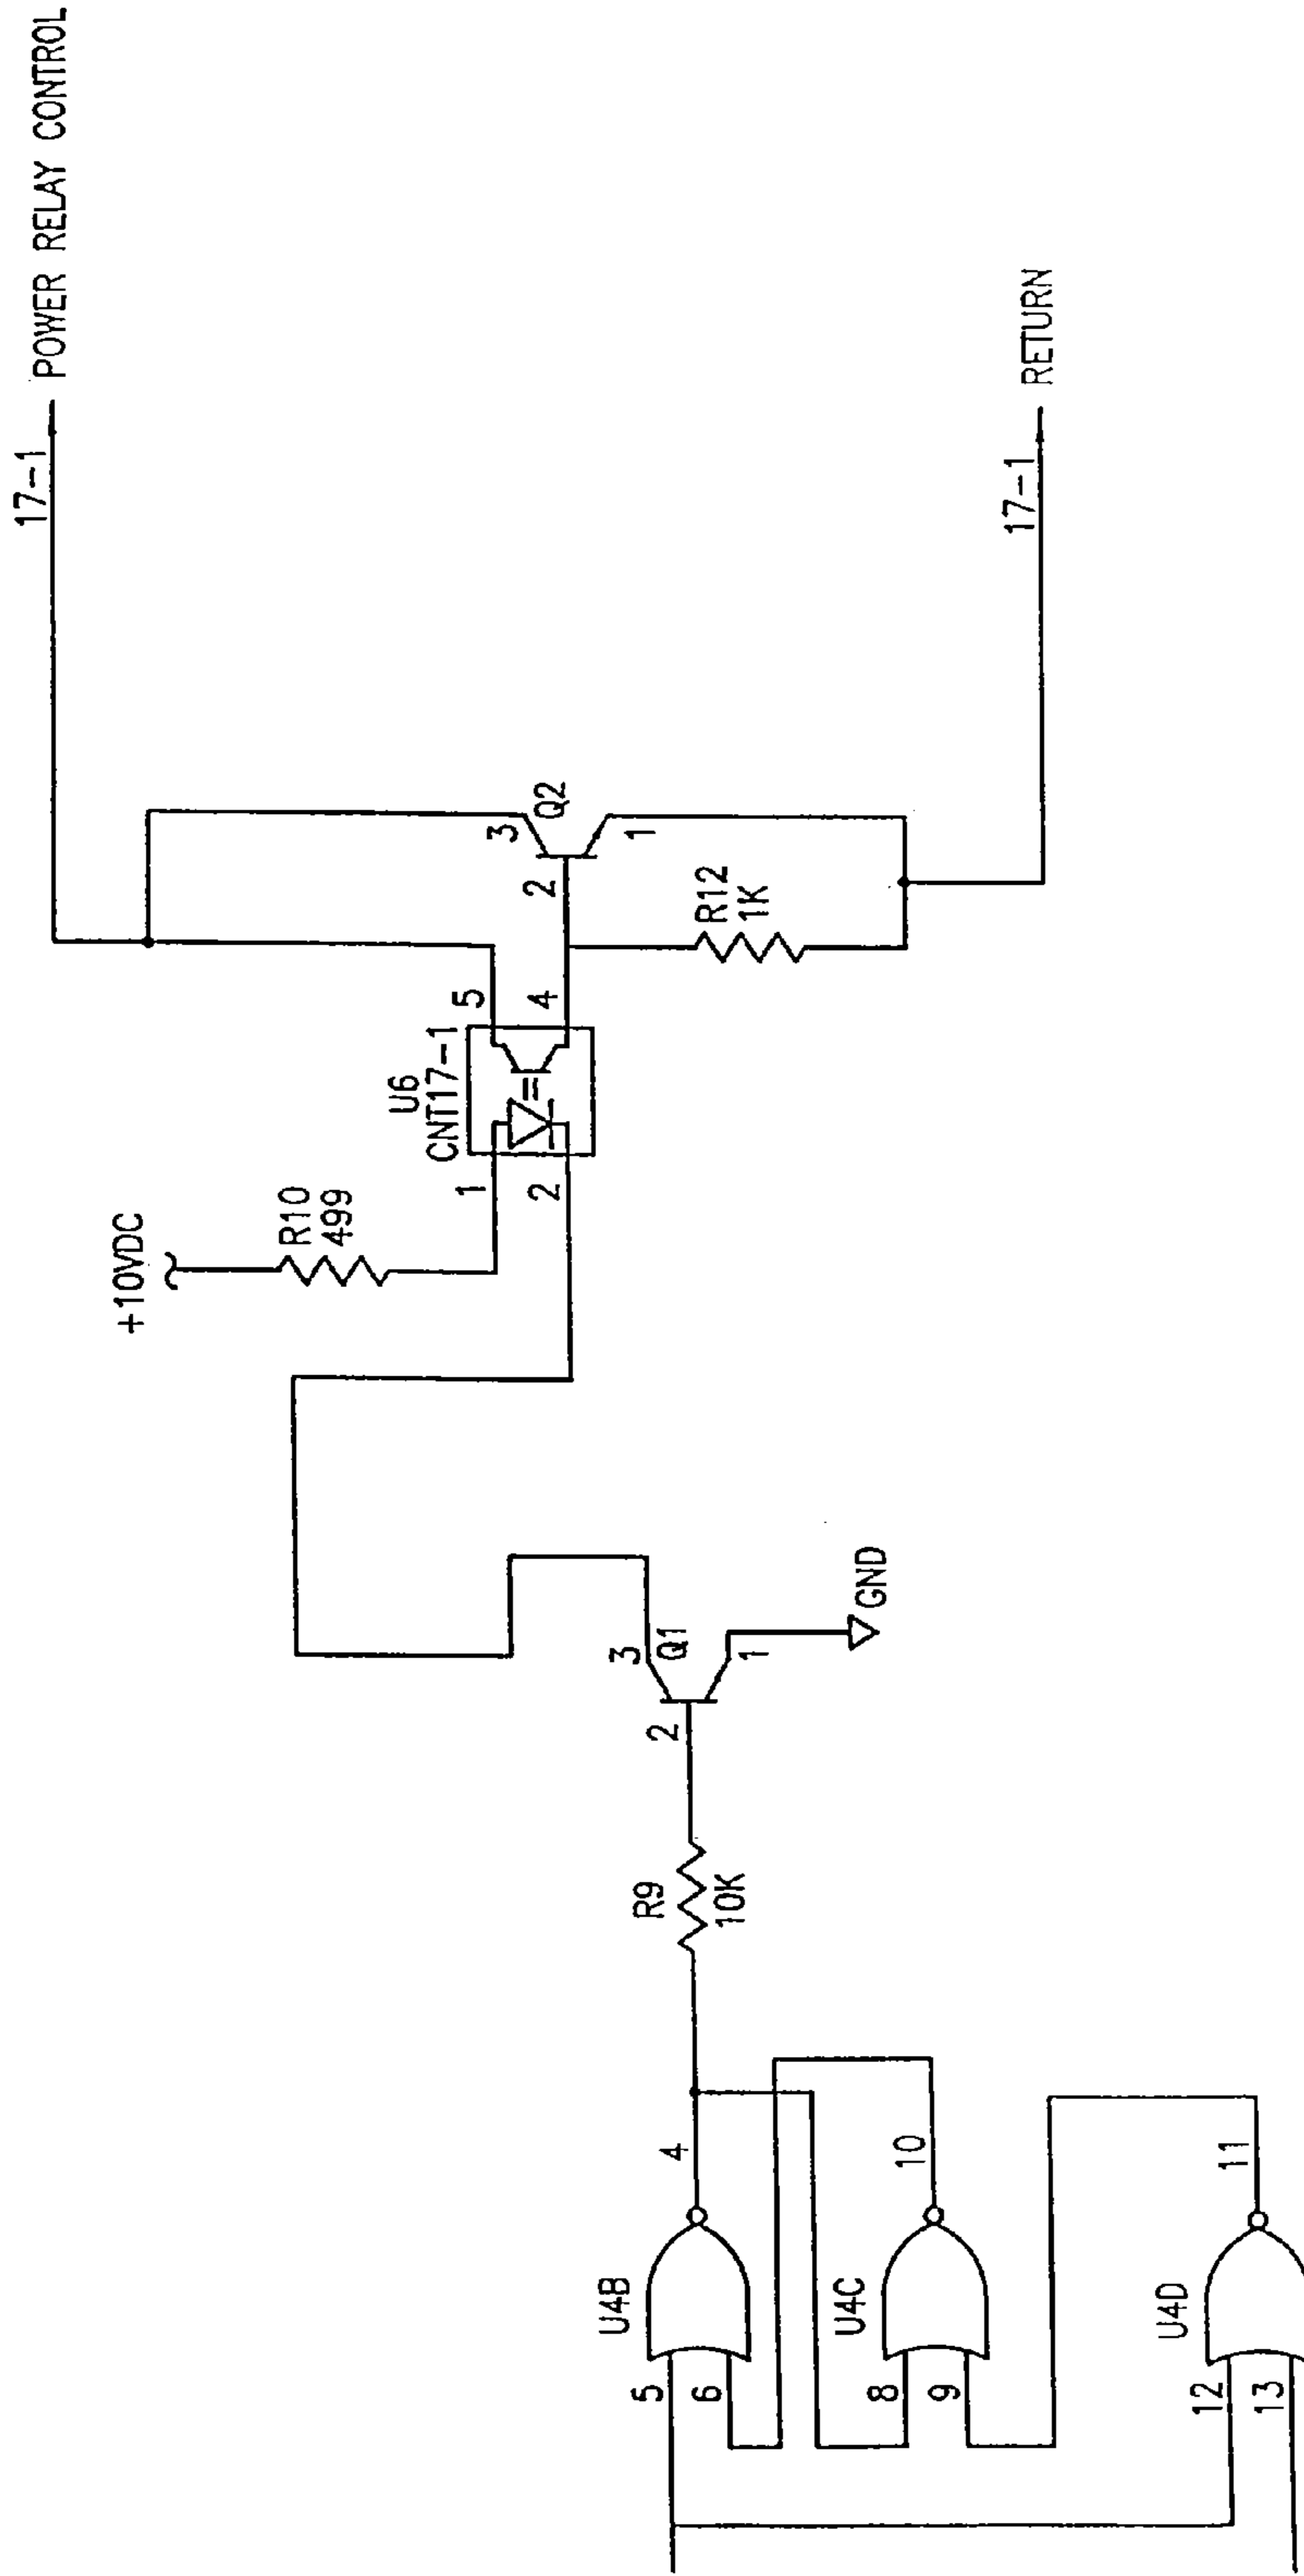 17-1
POWER RELAY CONTROL
+10VDC
R10
499
U6
CNT17-1
1
2
5
4
3
Q2
2
1
R12
1K
17-1
RETURN
3
Q1
2
1
GND
R9
10K
U4B
5
6
4
U4C
8
9
10
U4D
12
13
11